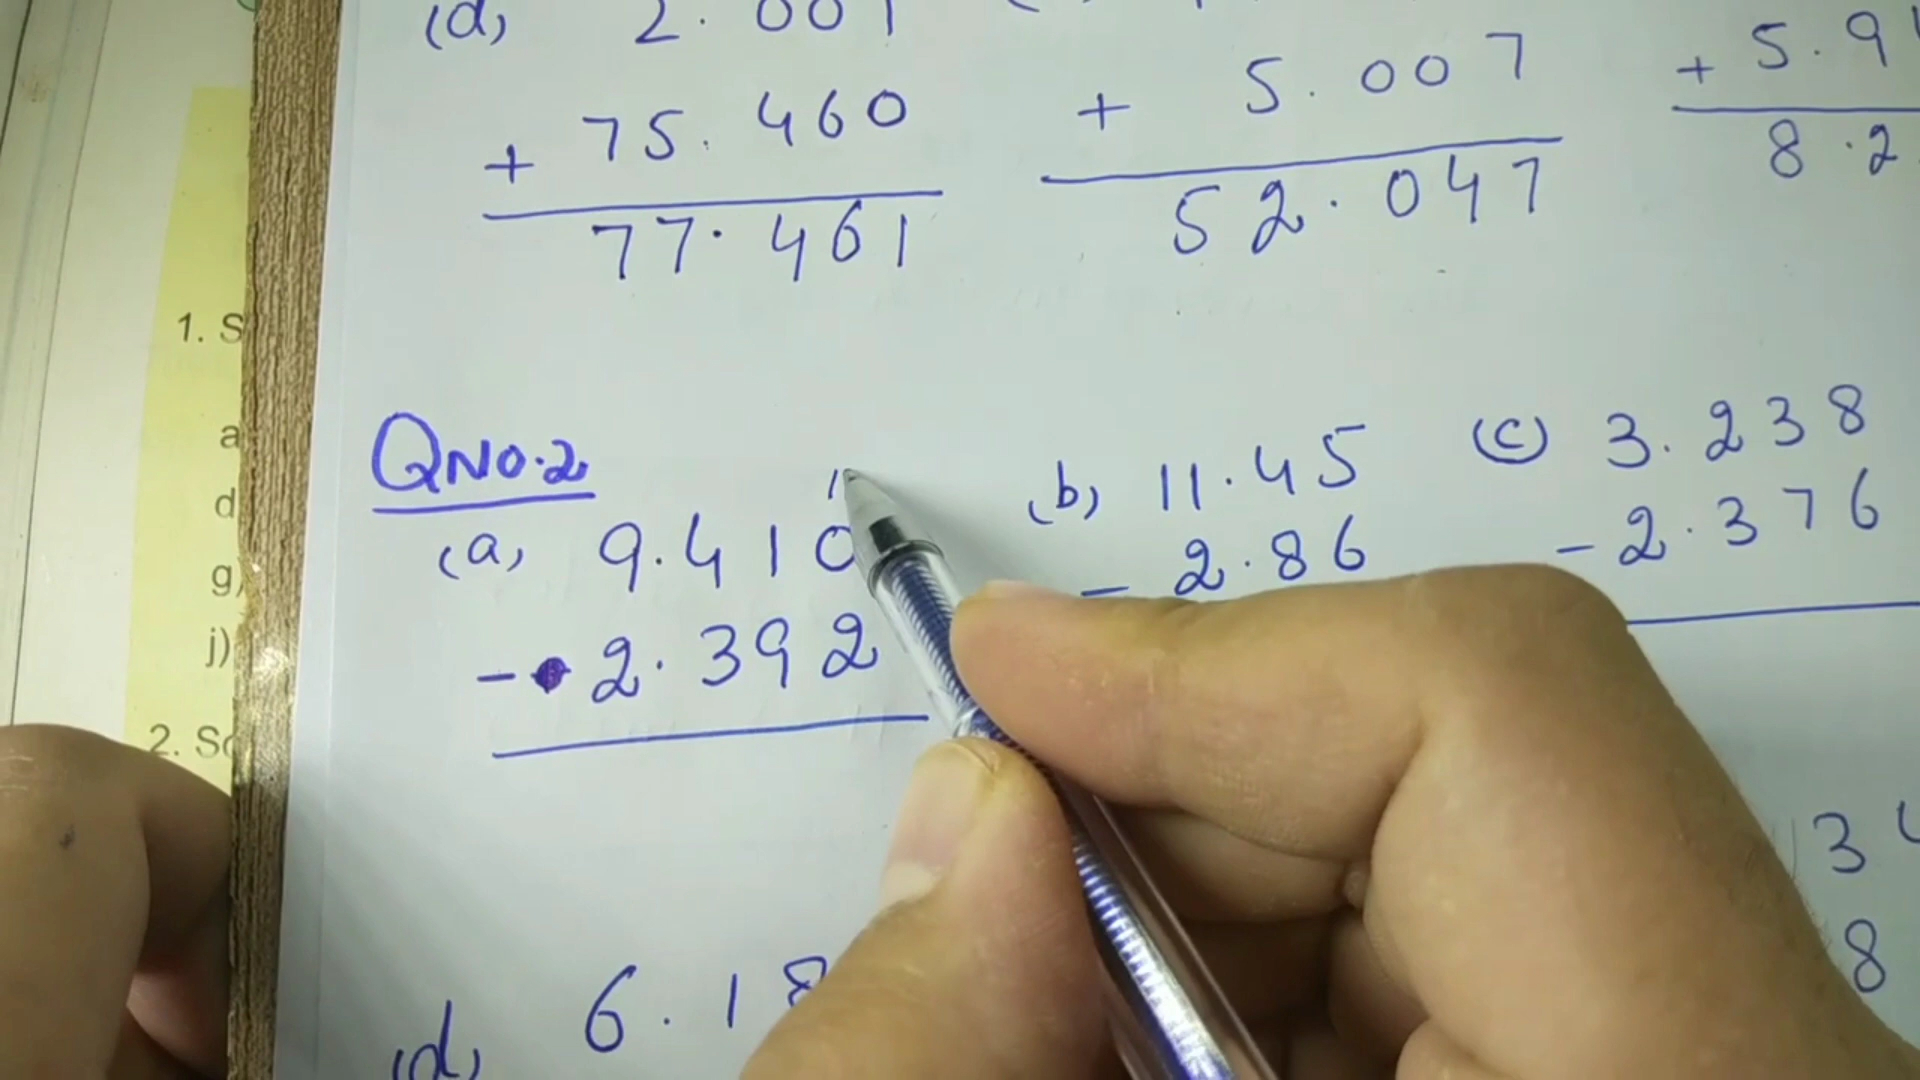 (d) 2.001
+ 75.460
77.461
+ 5.007
52.047
+ 5.9
8.2
1. S
a
d
g)
j)
2. So
QNO.2
(a) 9.410
- 2.392
(b) 11.45
- 2.86
(c) 3.238
- 2.376
(d) 6.18
3
8